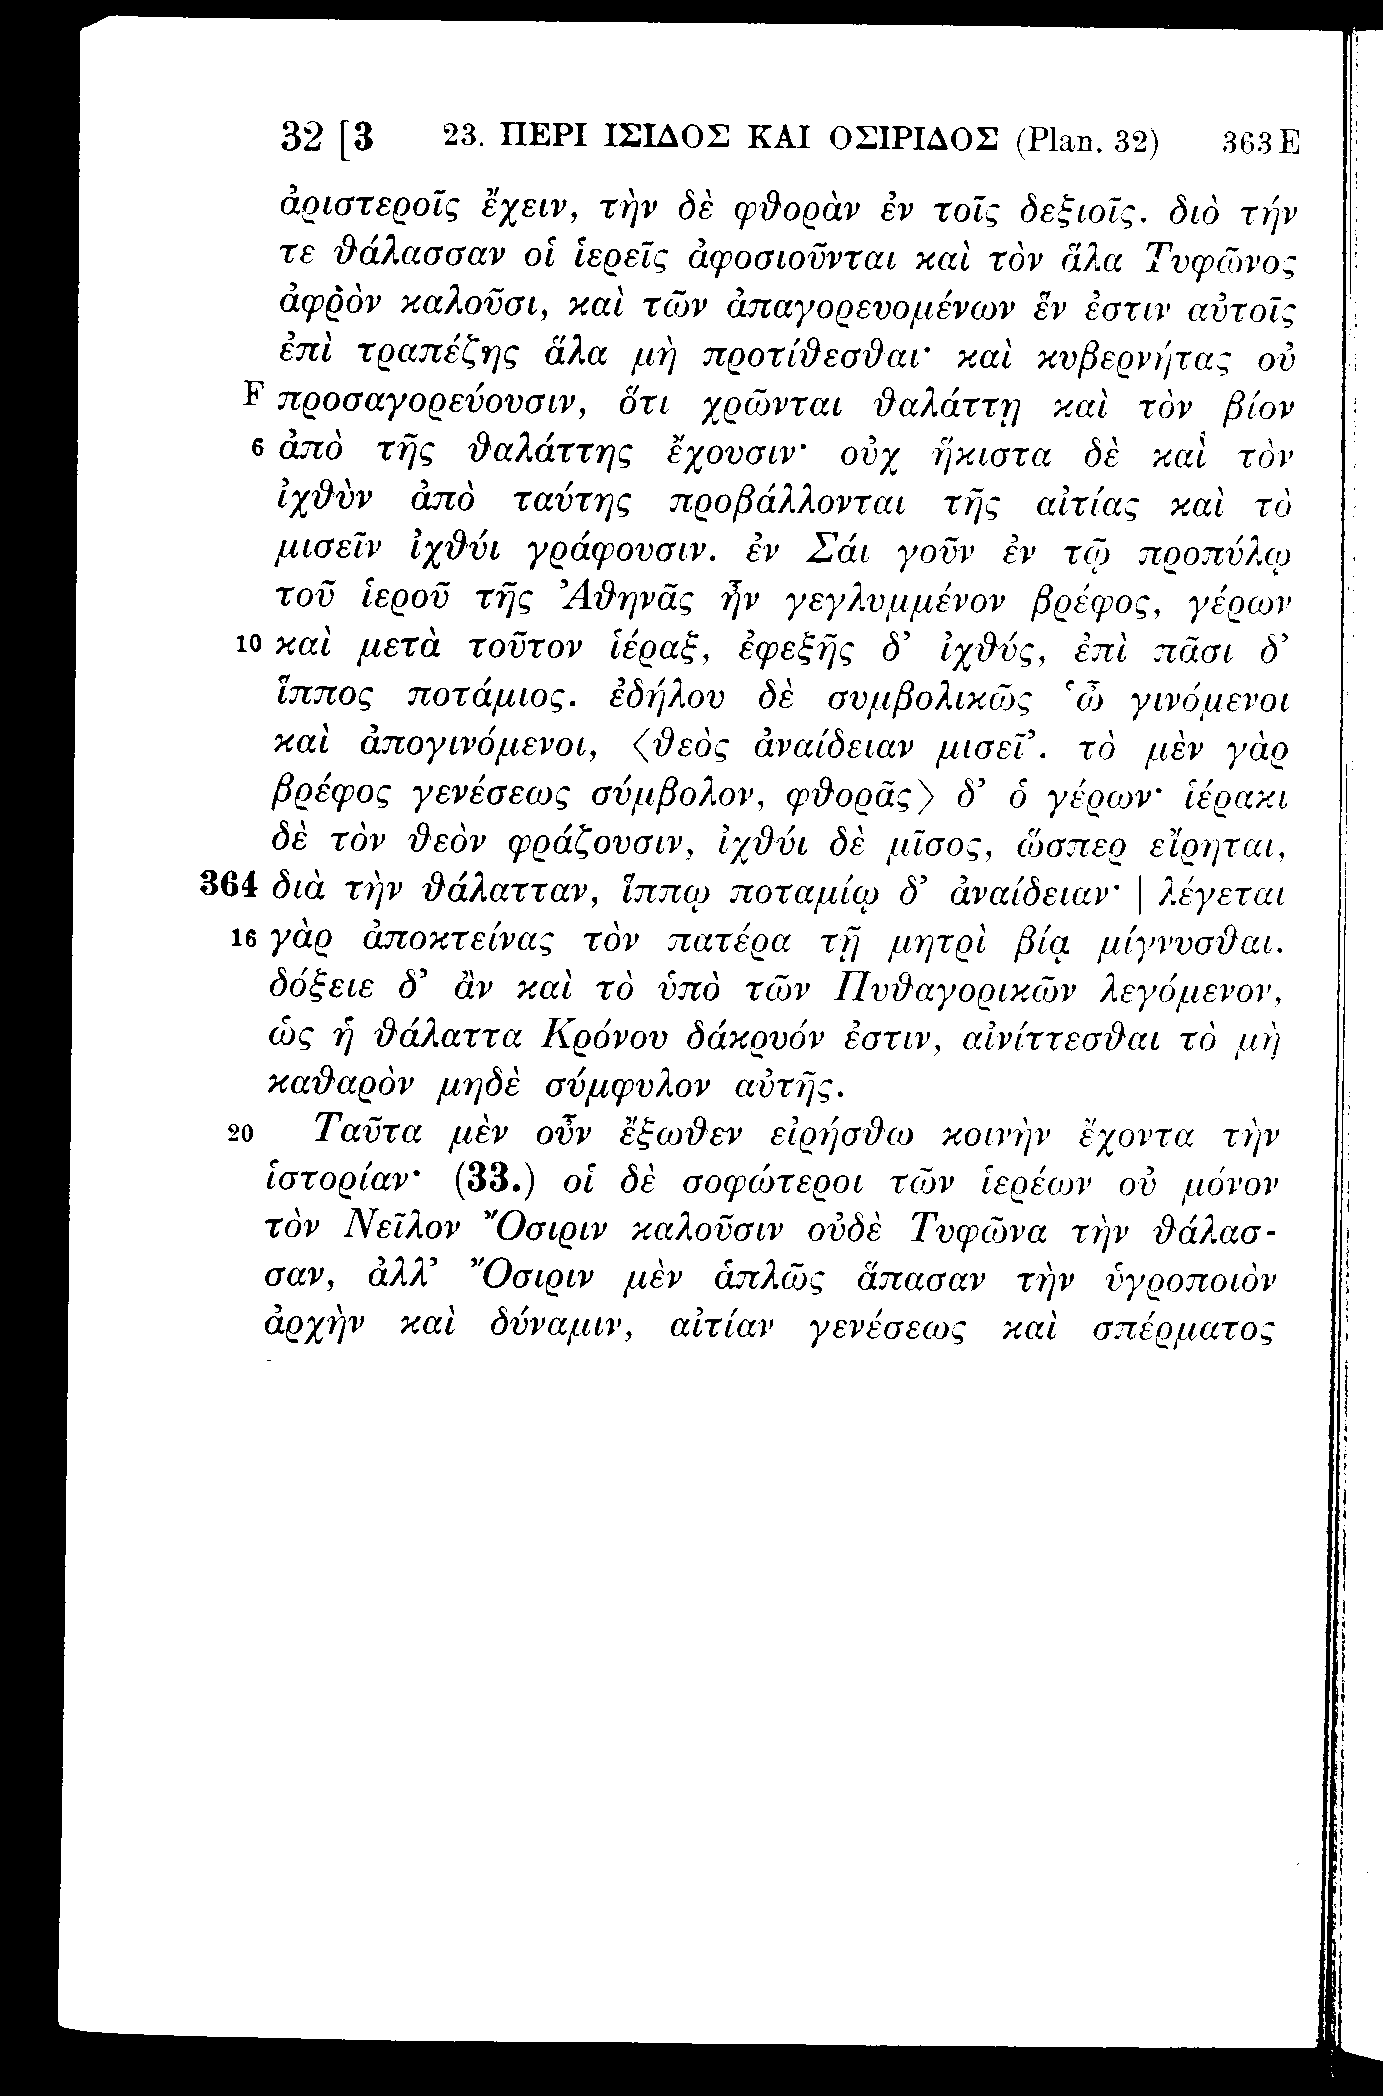 32 [3 23. ΠΕΡΙ ΙΣΙΔΟΣ ΚΑΙ ΟΣΙΡΙΔΟΣ (Plan. 32) 363 E
ἀριστεροῖς ἔχειν, τὴν δὲ φθορὰν ἐν τοῖς δεξιοῖς. διὸ τήν
τε θάλασσαν οἱ ἱερεῖς ἀφοσιοῦνται καὶ τὸν ἅλα Τυφῶνος
ἀφρὸν καλοῦσι, καὶ τῶν ἀπαγορευομένων ἕν ἐστιν αὐτοῖς
ἐπὶ τραπέζης ἅλα μὴ προτίθεσθαι· καὶ κυβερνήτας οὐ
F προσαγορεύουσιν, ὅτι χρῶνται θαλάττῃ καὶ τὸν βίον
6 ἀπὸ τῆς θαλάττης ἔχουσιν· οὐχ ἥκιστα δὲ καὶ τὸν
ἰχθὺν ἀπὸ ταύτης προβάλλονται τῆς αἰτίας καὶ τὸ
μισεῖν ἰχθύι γράφουσιν. ἐν Σάι γοῦν ἐν τῷ προπύλῳ
τοῦ ἱεροῦ τῆς Ἀθηνᾶς ἦν γεγλυμμένον βρέφος, γέρων
10 καὶ μετὰ τοῦτον ἱέραξ, ἐφεξῆς δ’ ἰχθύς, ἐπὶ πᾶσι δ’
ἵππος ποτάμιος. ἐδήλου δὲ συμβολικῶς ‘ὦ γινόμενοι
καὶ ἀπογινόμενοι, ⟨θεὸς ἀναίδειαν μισεῖ’. τὸ μὲν γὰρ
βρέφος γενέσεως σύμβολον, φθορᾶς⟩ δ’ ὁ γέρων· ἱέρακι
δὲ τὸν θεὸν φράζουσιν, ἰχθύι δὲ μῖσος, ὥσπερ εἴρηται,
364 διὰ τὴν θάλατταν, ἵππῳ ποταμίῳ δ’ ἀναίδειαν· | λέγεται
16 γὰρ ἀποκτείνας τὸν πατέρα τῇ μητρὶ βίᾳ μίγνυσθαι.
δόξειε δ’ ἂν καὶ τὸ ὑπὸ τῶν Πυθαγορικῶν λεγόμενον,
ὡς ἡ θάλαττα Κρόνου δάκρυόν ἐστιν, αἰνίττεσθαι τὸ μὴ
καθαρὸν μηδὲ σύμφυλον αὐτῆς.
20 Ταῦτα μὲν οὖν ἔξωθεν εἰρήσθω κοινὴν ἔχοντα τὴν
ἱστορίαν· (33.) οἱ δὲ σοφώτεροι τῶν ἱερέων οὐ μόνον
τὸν Νεῖλον Ὄσιριν καλοῦσιν οὐδὲ Τυφῶνα τὴν θάλασ-
σαν, ἀλλ’ Ὄσιριν μὲν ἁπλῶς ἅπασαν τὴν ὑγροποιὸν
ἀρχὴν καὶ δύναμιν, αἰτίαν γενέσεως καὶ σπέρματος